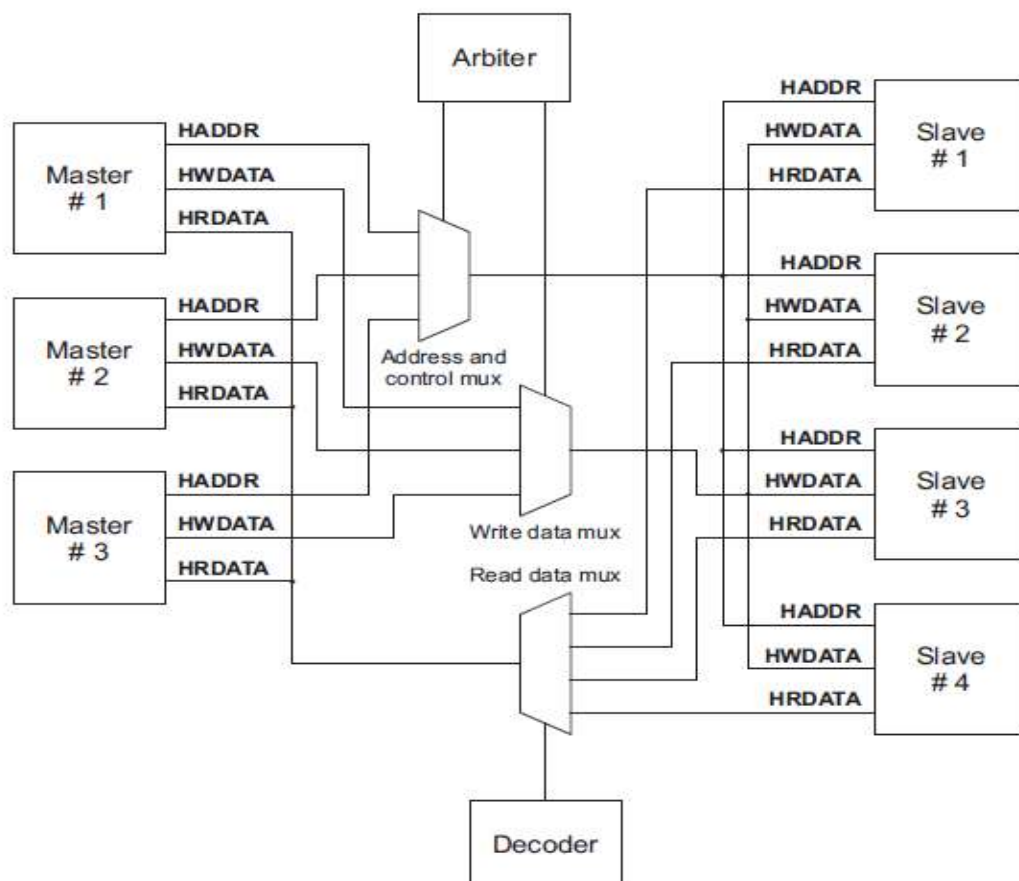 Arbiter
Master
# 1
HADDR
HWDATA
HRDATA
Master
# 2
HADDR
HWDATA
HRDATA
Master
# 3
HADDR
HWDATA
HRDATA
Address and
control mux
Write data mux
Read data mux
Decoder
HADDR
HWDATA
HRDATA
Slave
# 1
HADDR
HWDATA
HRDATA
Slave
# 2
HADDR
HWDATA
HRDATA
Slave
# 3
HADDR
HWDATA
HRDATA
Slave
# 4